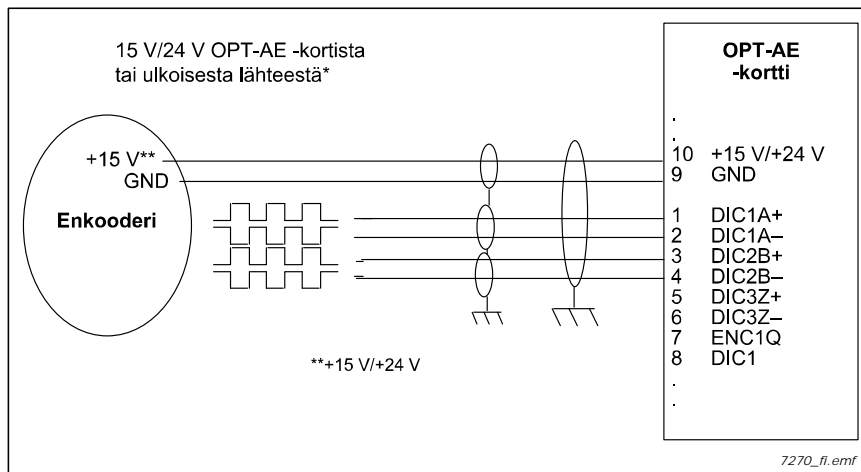 15 V/24 V OPT-AE -kortista
tai ulkoisesta lähteestä*
OPT-AE
-kortti
.
.
+15 V**
GND
Enkooderi
10 +15 V/+24 V
9 GND
1 DIC1A+
2 DIC1A–
3 DIC2B+
4 DIC2B–
5 DIC3Z+
6 DIC3Z–
7 ENC1Q
8 DIC1
.
.
**+15 V/+24 V
7270_fi.emf